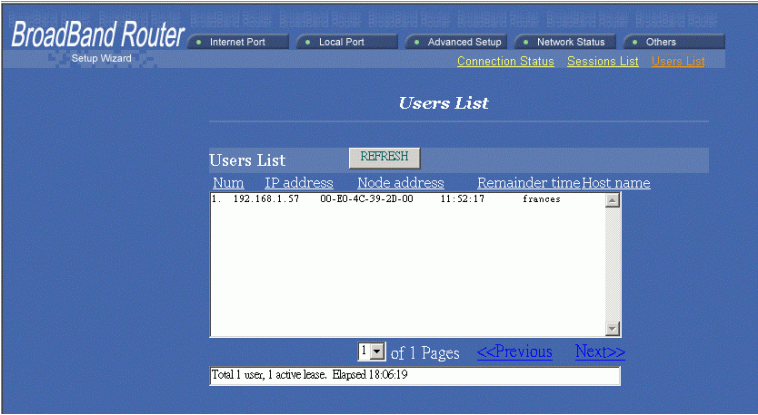 BroadBand Router
Setup Wizard
Internet Port Local Port Advanced Setup Network Status Others
Connection Status Sessions List Users List
Users List
Users List REFRESH
Num IP address Node address Remainder time Host name
1. 192.168.1.57 00-E0-4C-39-2D-00 11:52:17 frances
1 of 1 Pages <<Previous Next>>
Total 1 user, 1 active lease. Elapsed 18:06:19